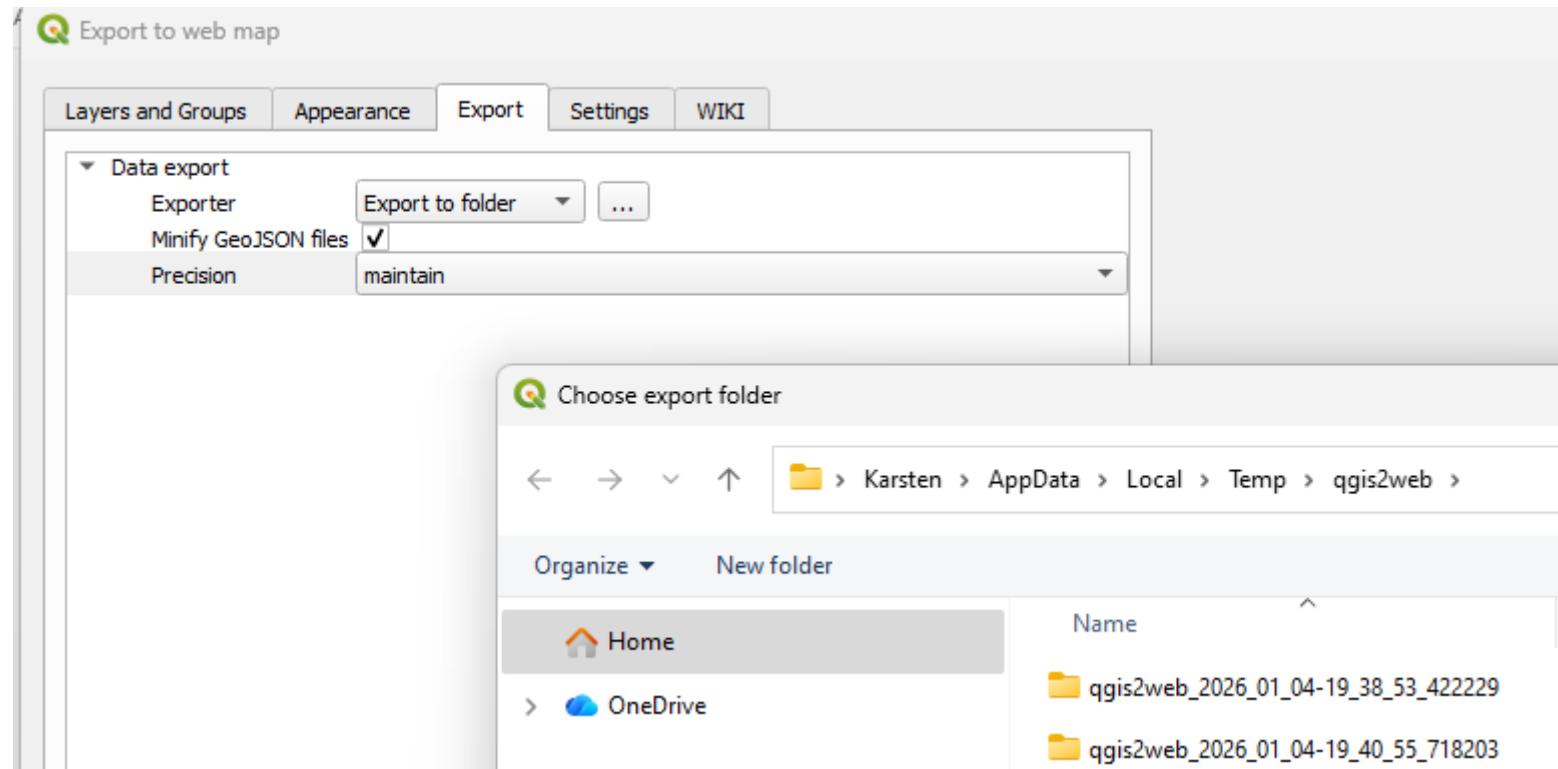 Export to web map
Layers and Groups Appearance Export Settings WIKI
Data export
Exporter Export to folder ...
Minify GeoJSON files
Precision maintain
Choose export folder
Karsten > AppData > Local > Temp > qgis2web >
Organize New folder
Home Name
qgis2web_2026_01_04-19_38_53_422229
OneDrive
qgis2web_2026_01_04-19_40_55_718203